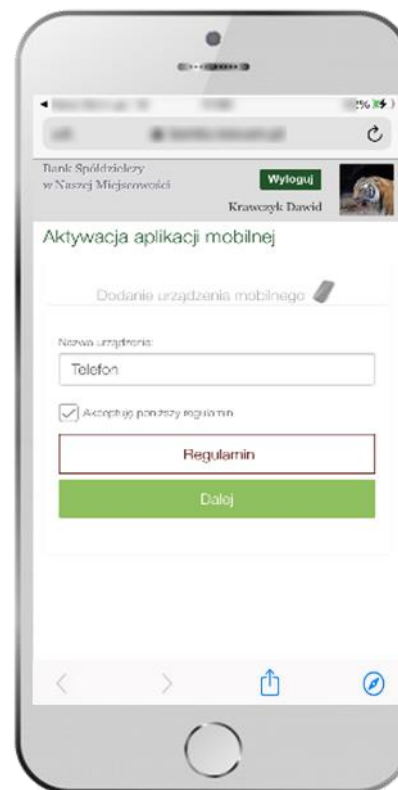 Bank Spółdzielczy
w Naszej Miejscowości
Wyloguj
Krawczyk Dawid
Aktywacja aplikacji mobilnej
Dodanie urządzenia mobilnego
Nazwa urządzenia:
Telefon
Akceptuję poniższy regulamin
Regulamin
Dalej